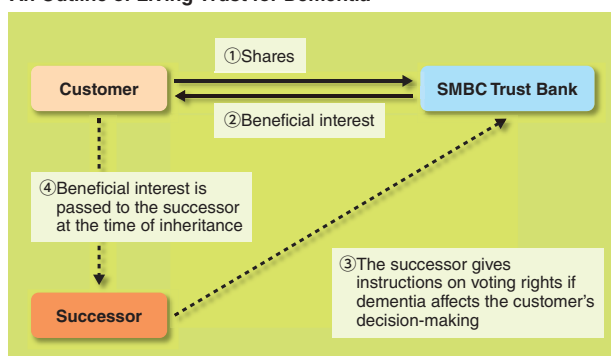 ①Shares
Customer
SMBC Trust Bank
②Beneficial interest
④Beneficial interest is
passed to the successor
at the time of inheritance
③The successor gives
instructions on voting rights if
dementia affects the customer's
decision-making
Successor